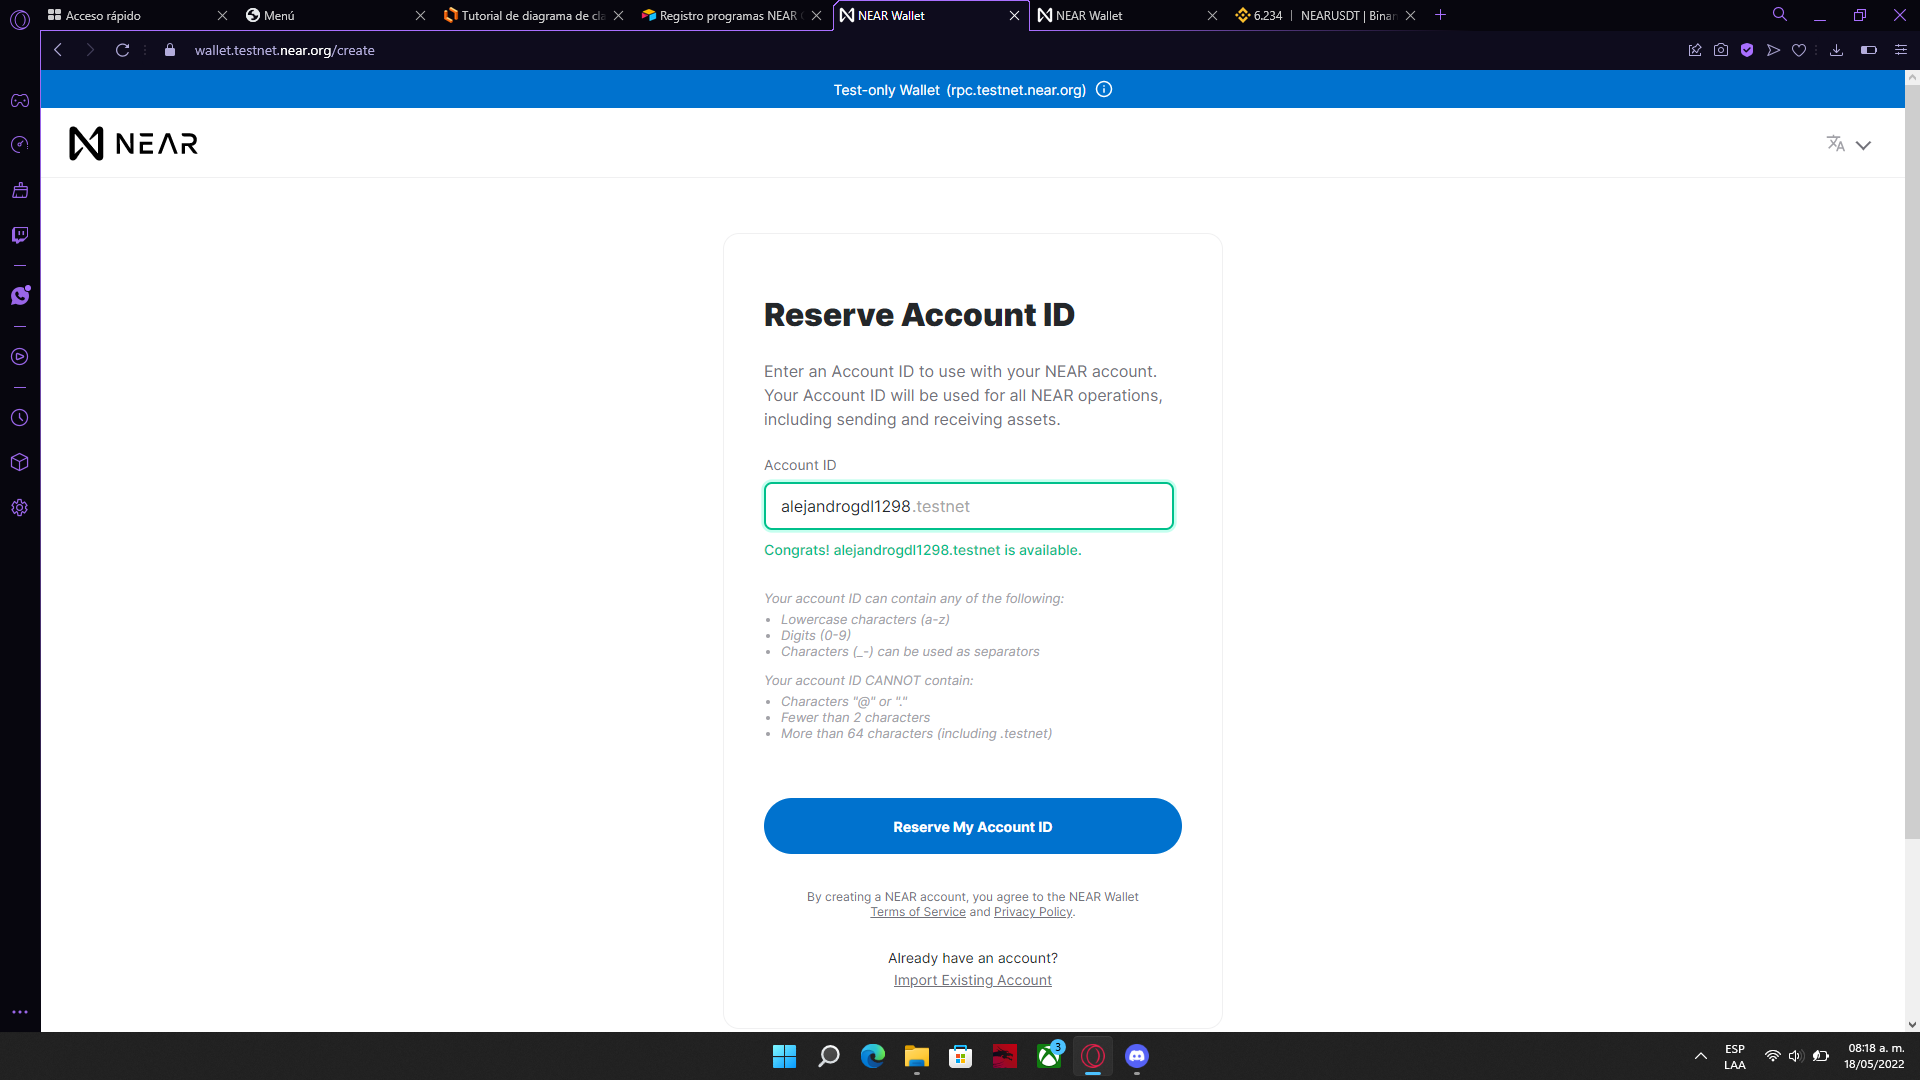 Acceso rápido
Menú
Tutorial de diagrama de cla
Registro programas NEAR
NEAR Wallet
NEAR Wallet
6.234 | NEARUSDT | Binan
wallet.testnet.near.org/create
Test-only Wallet (rpc.testnet.near.org)
NEAR
Reserve Account ID
Enter an Account ID to use with your NEAR account.
Your Account ID will be used for all NEAR operations,
including sending and receiving assets.
Account ID
alejandrogdl1298.testnet
Congrats! alejandrogdl1298.testnet is available.
Your account ID can contain any of the following:
• Lowercase characters (a-z)
• Digits (0-9)
• Characters (_-) can be used as separators
Your account ID CANNOT contain:
• Characters "@" or "."
• Fewer than 2 characters
• More than 64 characters (including .testnet)
Reserve My Account ID
By creating a NEAR account, you agree to the NEAR Wallet
Terms of Service and Privacy Policy.
Already have an account?
Import Existing Account
3
ESP
LAA
08:18 a. m.
18/05/2022